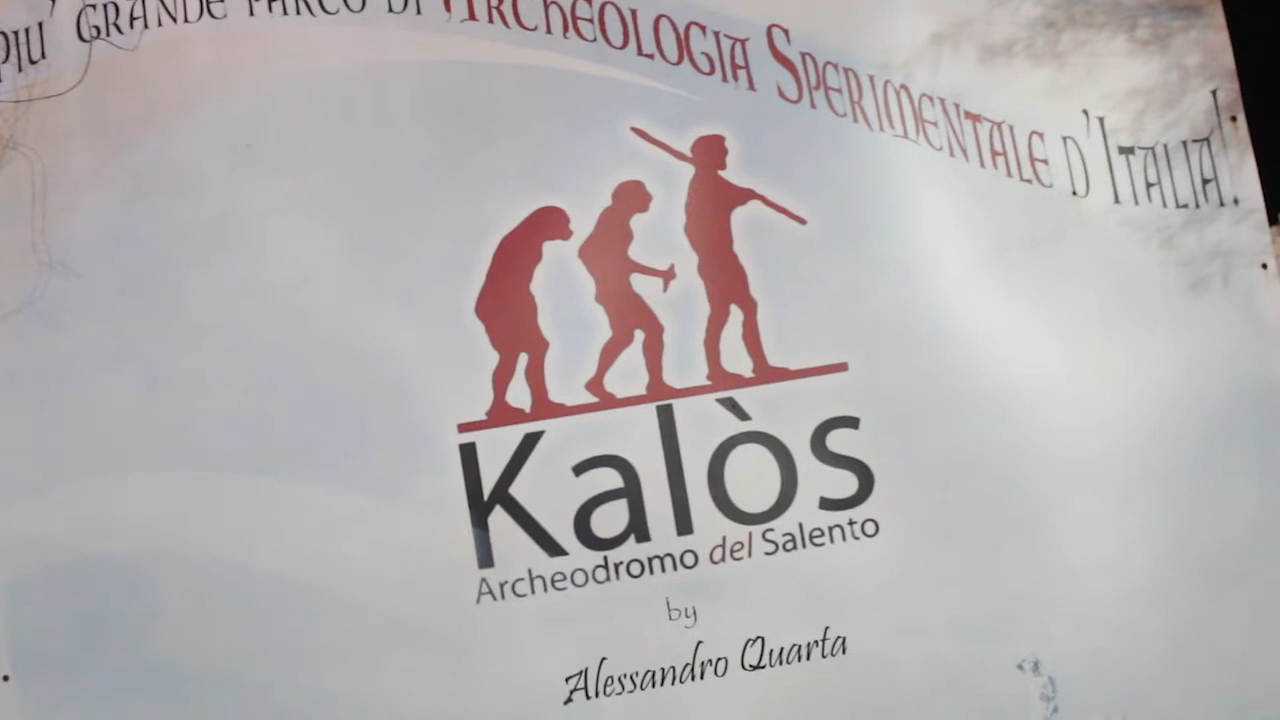 PIU' GRANDE PARCO DI ARCHEOLOGIA SPERIMENTALE D'ITALIA!
Kalòs
Archeodromo del Salento
by
Alessandro Quarta